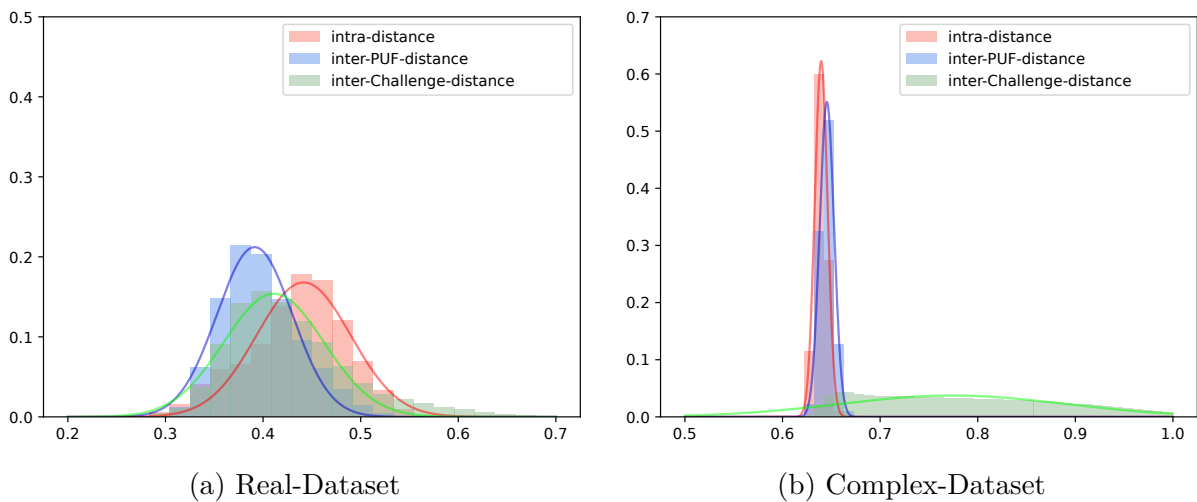 0.5
0.4
0.3
0.2
0.1
0.0
0.2 0.3 0.4 0.5 0.6 0.7
intra-distance
inter-PUF-distance
inter-Challenge-distance
(a) Real-Dataset
0.7
0.6
0.5
0.4
0.3
0.2
0.1
0.0
0.5 0.6 0.7 0.8 0.9 1.0
intra-distance
inter-PUF-distance
inter-Challenge-distance
(b) Complex-Dataset